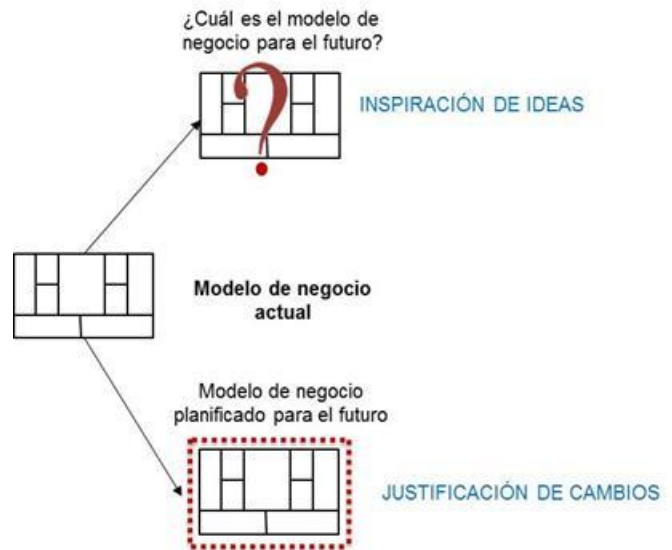 ¿Cuál es el modelo de
negocio para el futuro?
?
INSPIRACIÓN DE IDEAS
Modelo de negocio
actual
Modelo de negocio
planificado para el futuro
JUSTIFICACIÓN DE CAMBIOS